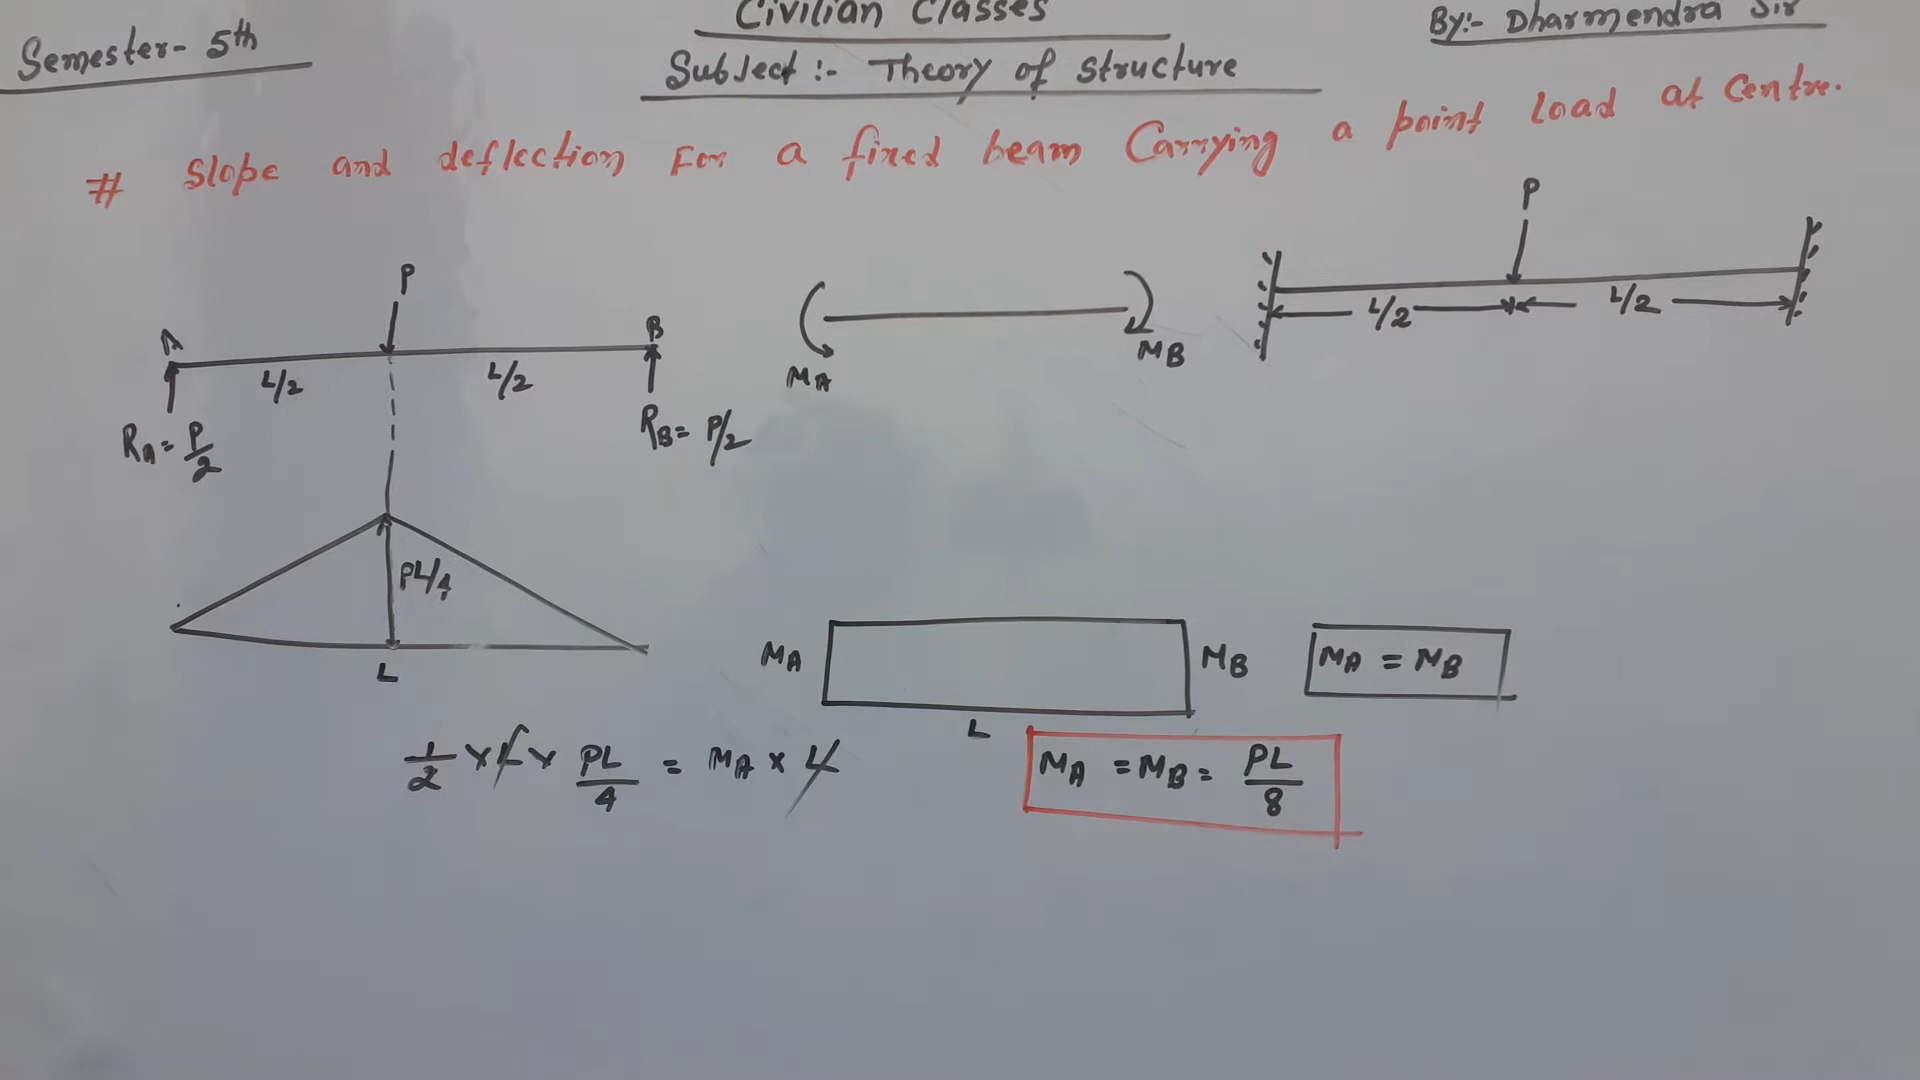 Civilian Classes
Semester- 5th
By:- Dharmendra Sir
Subject :- Theory of structure
# Slope and deflection For a fixed beam Carrying a point Load at Centre.
P
P
A
B
L/2
L/2
MA
MB
L/2
L/2
RA = P/2
RB = P/2
PL/4
L
MA
MB
MA = MB
L
1/2 × L × PL/4 = MA × L
MA = MB = PL/8